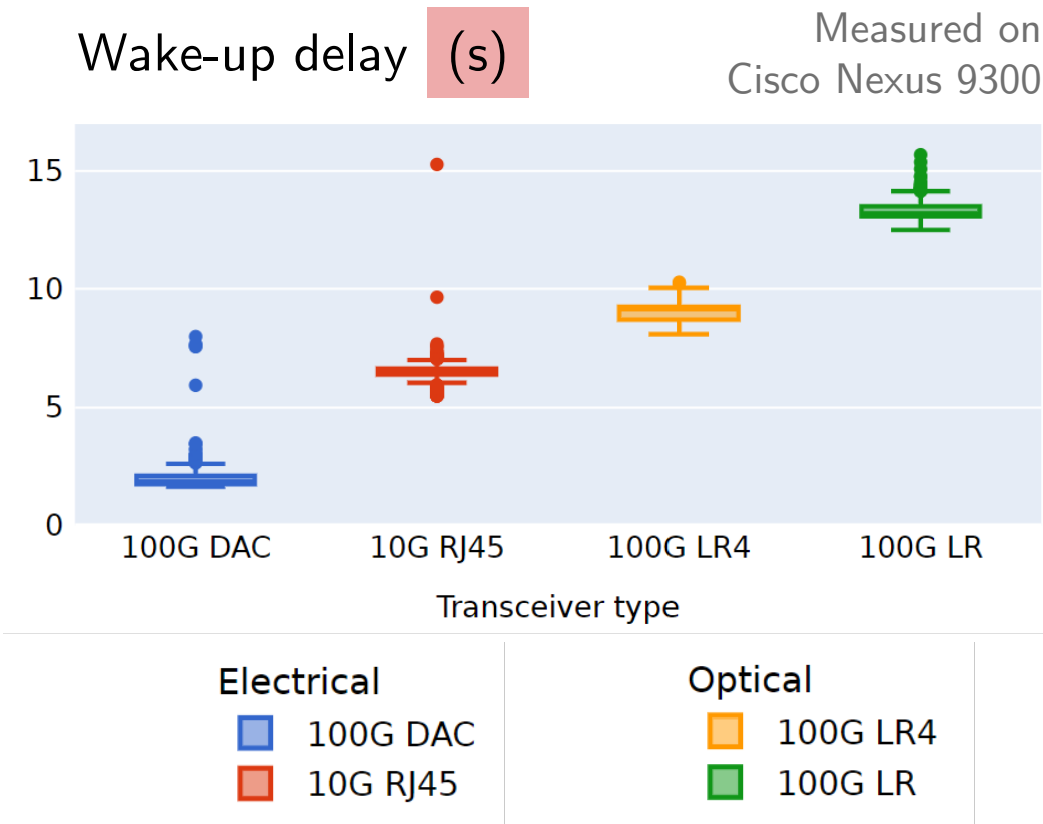 Wake-up delay (s)
Measured on
Cisco Nexus 9300
15
10
5
0
100G DAC 10G RJ45 100G LR4 100G LR
Transceiver type
Electrical
100G DAC
10G RJ45
Optical
100G LR4
100G LR